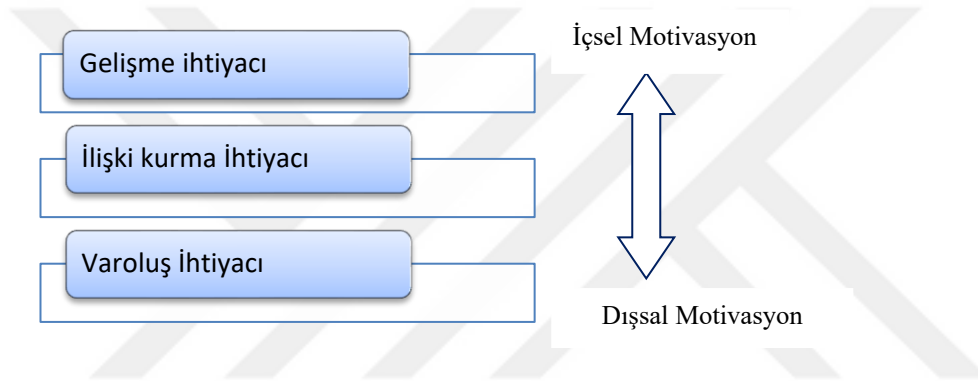 Gelişme ihtiyacı
İçsel Motivasyon
İlişki kurma İhtiyacı
Varoluş İhtiyacı
Dışsal Motivasyon